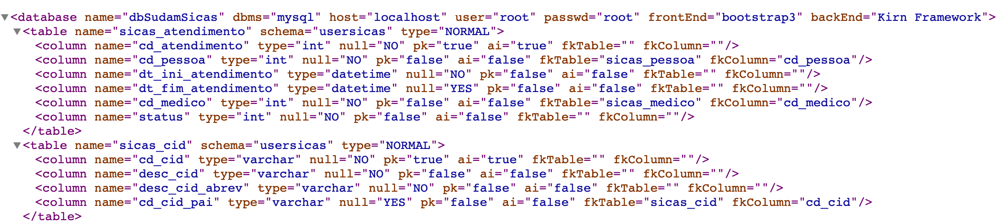 <database name="dbSudamSicas" dbms="mysql" host="localhost" user="root" passwd="root" frontEnd="bootstrap3" backEnd="Kirn Framework">
<table name="sicas_atendimento" schema="usersicas" type="NORMAL">
<column name="cd_atendimento" type="int" null="NO" pk="true" ai="true" fkTable="" fkColumn=""/>
<column name="cd_pessoa" type="int" null="NO" pk="false" ai="false" fkTable="sicas_pessoa" fkColumn="cd_pessoa"/>
<column name="dt_ini_atendimento" type="datetime" null="NO" pk="false" ai="false" fkTable="" fkColumn=""/>
<column name="dt_fim_atendimento" type="datetime" null="YES" pk="false" ai="false" fkTable="" fkColumn=""/>
<column name="cd_medico" type="int" null="NO" pk="false" ai="false" fkTable="sicas_medico" fkColumn="cd_medico"/>
<column name="status" type="int" null="NO" pk="false" ai="false" fkTable="" fkColumn=""/>
</table>
<table name="sicas_cid" schema="usersicas" type="NORMAL">
<column name="cd_cid" type="varchar" null="NO" pk="true" ai="true" fkTable="" fkColumn=""/>
<column name="desc_cid" type="varchar" null="NO" pk="false" ai="false" fkTable="" fkColumn=""/>
<column name="desc_cid_abrev" type="varchar" null="NO" pk="false" ai="false" fkTable="" fkColumn=""/>
<column name="cd_cid_pai" type="varchar" null="YES" pk="false" ai="false" fkTable="sicas_cid" fkColumn="cd_cid"/>
</table>